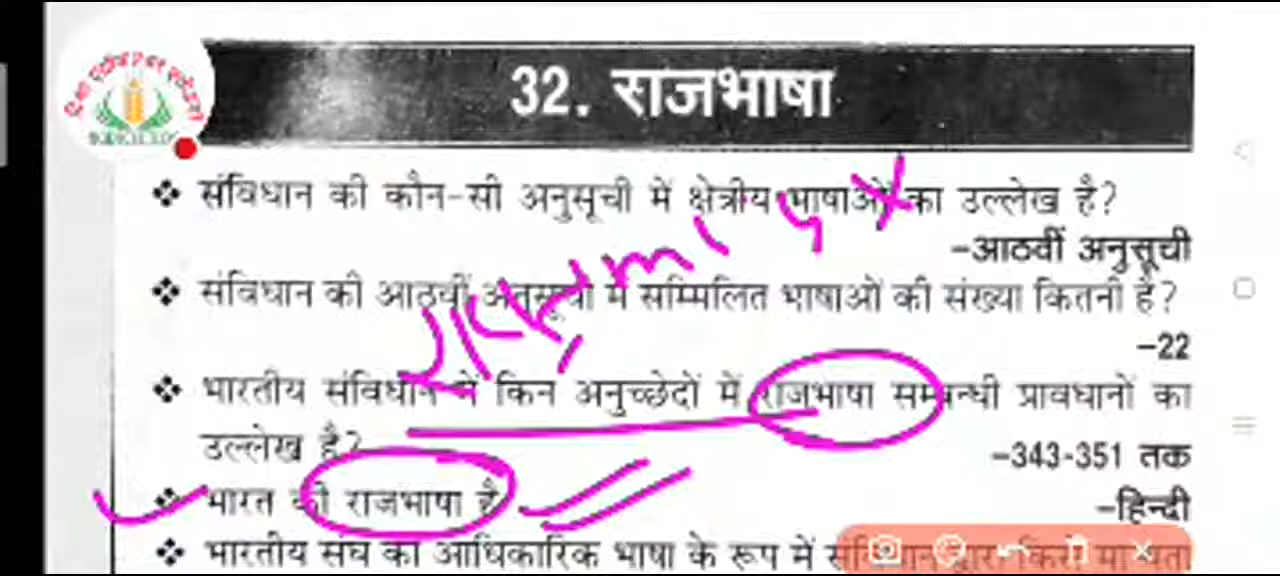 32. राजभाषा
❖ संविधान की कौन-सी अनुसूची में क्षेत्रीय भाषाओं का उल्लेख है?
–आठवीं अनुसूची
❖ संविधान की आठवीं अनुसूची में सम्मिलित भाषाओं की संख्या कितनी है?
–22
❖ भारतीय संविधान में किन अनुच्छेदों में राजभाषा सम्बन्धी प्रावधानों का
उल्लेख है?
–343-351 तक
❖ भारत की राजभाषा है
–हिन्दी
❖ भारतीय संघ की आधिकारिक भाषा के रूप में संविधान द्वारा किसे मान्यता